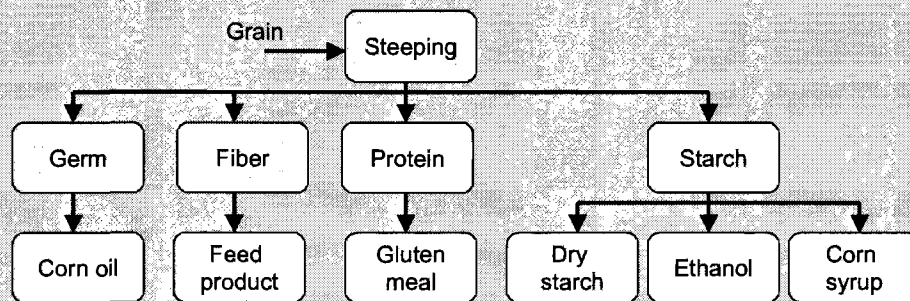 Grain
Steeping
Germ
Fiber
Protein
Starch
Corn oil
Feed
product
Gluten
meal
Dry
starch
Ethanol
Corn
syrup